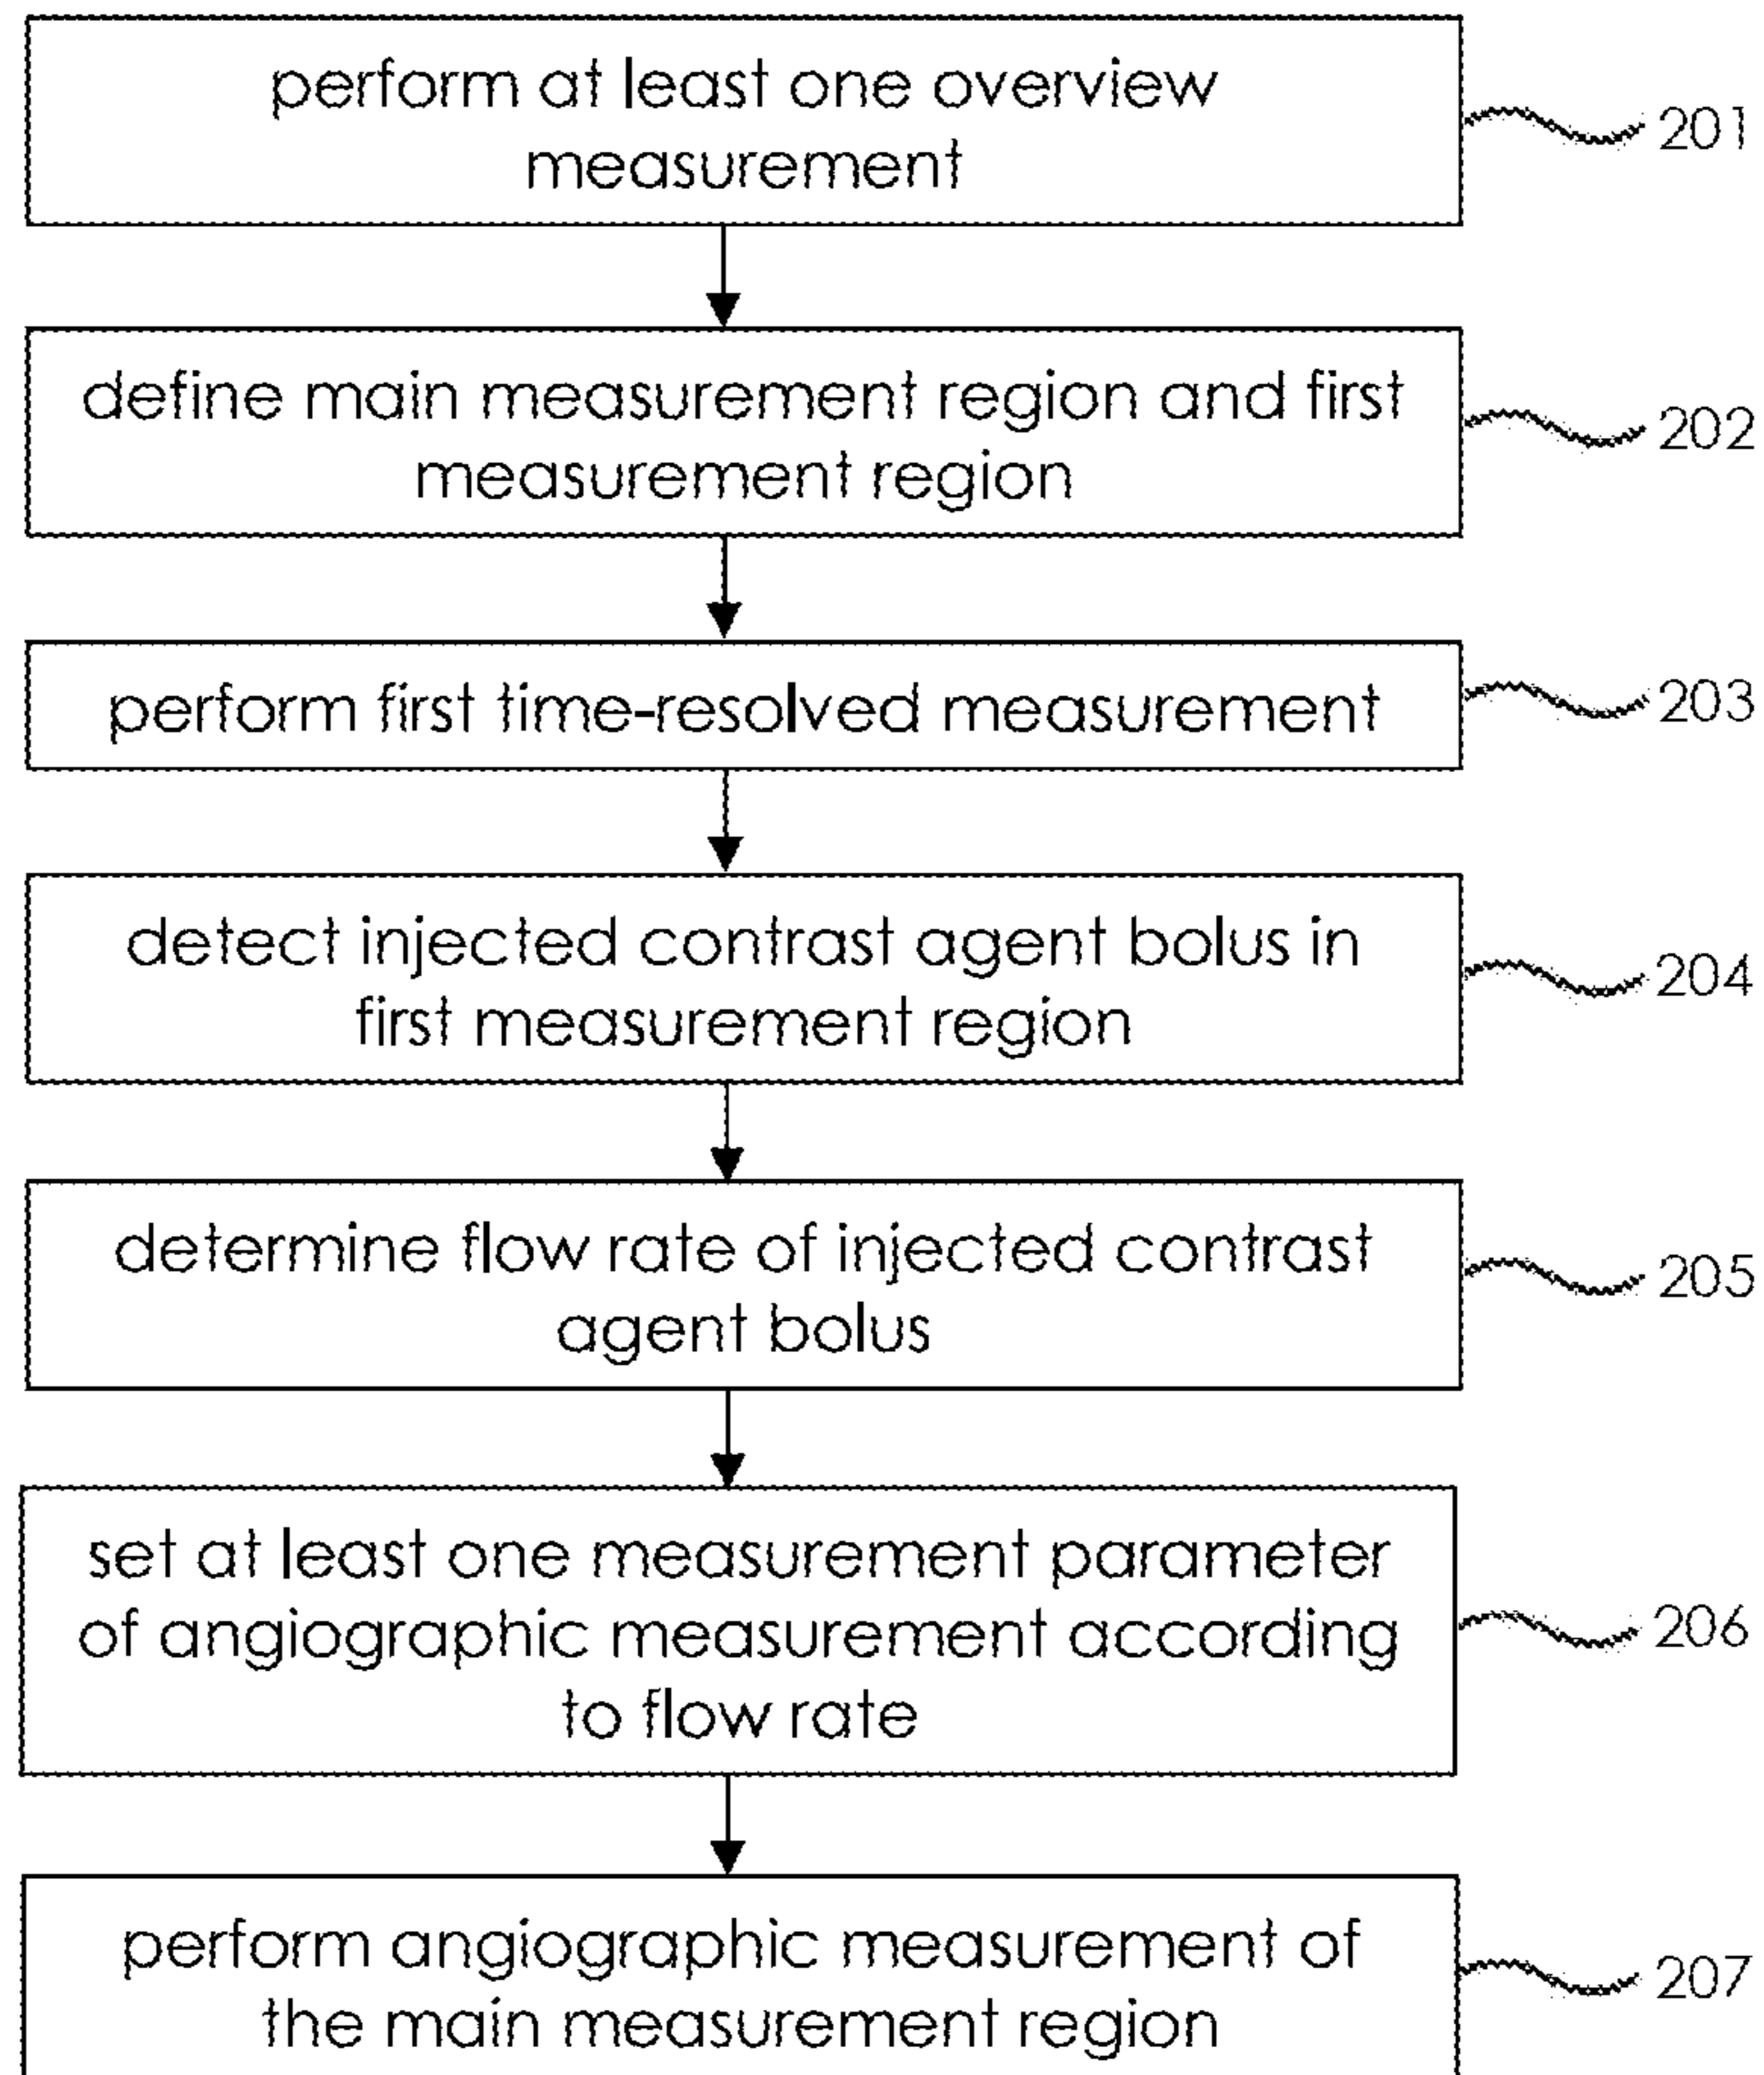 perform at least one overview
measurement
201
define main measurement region and first
measurement region
202
perform first time-resolved measurement
203
detect injected contrast agent bolus in
first measurement region
204
determine flow rate of injected contrast
agent bolus
205
set at least one measurement parameter
of angiographic measurement according
to flow rate
206
perform angiographic measurement of
the main measurement region
207